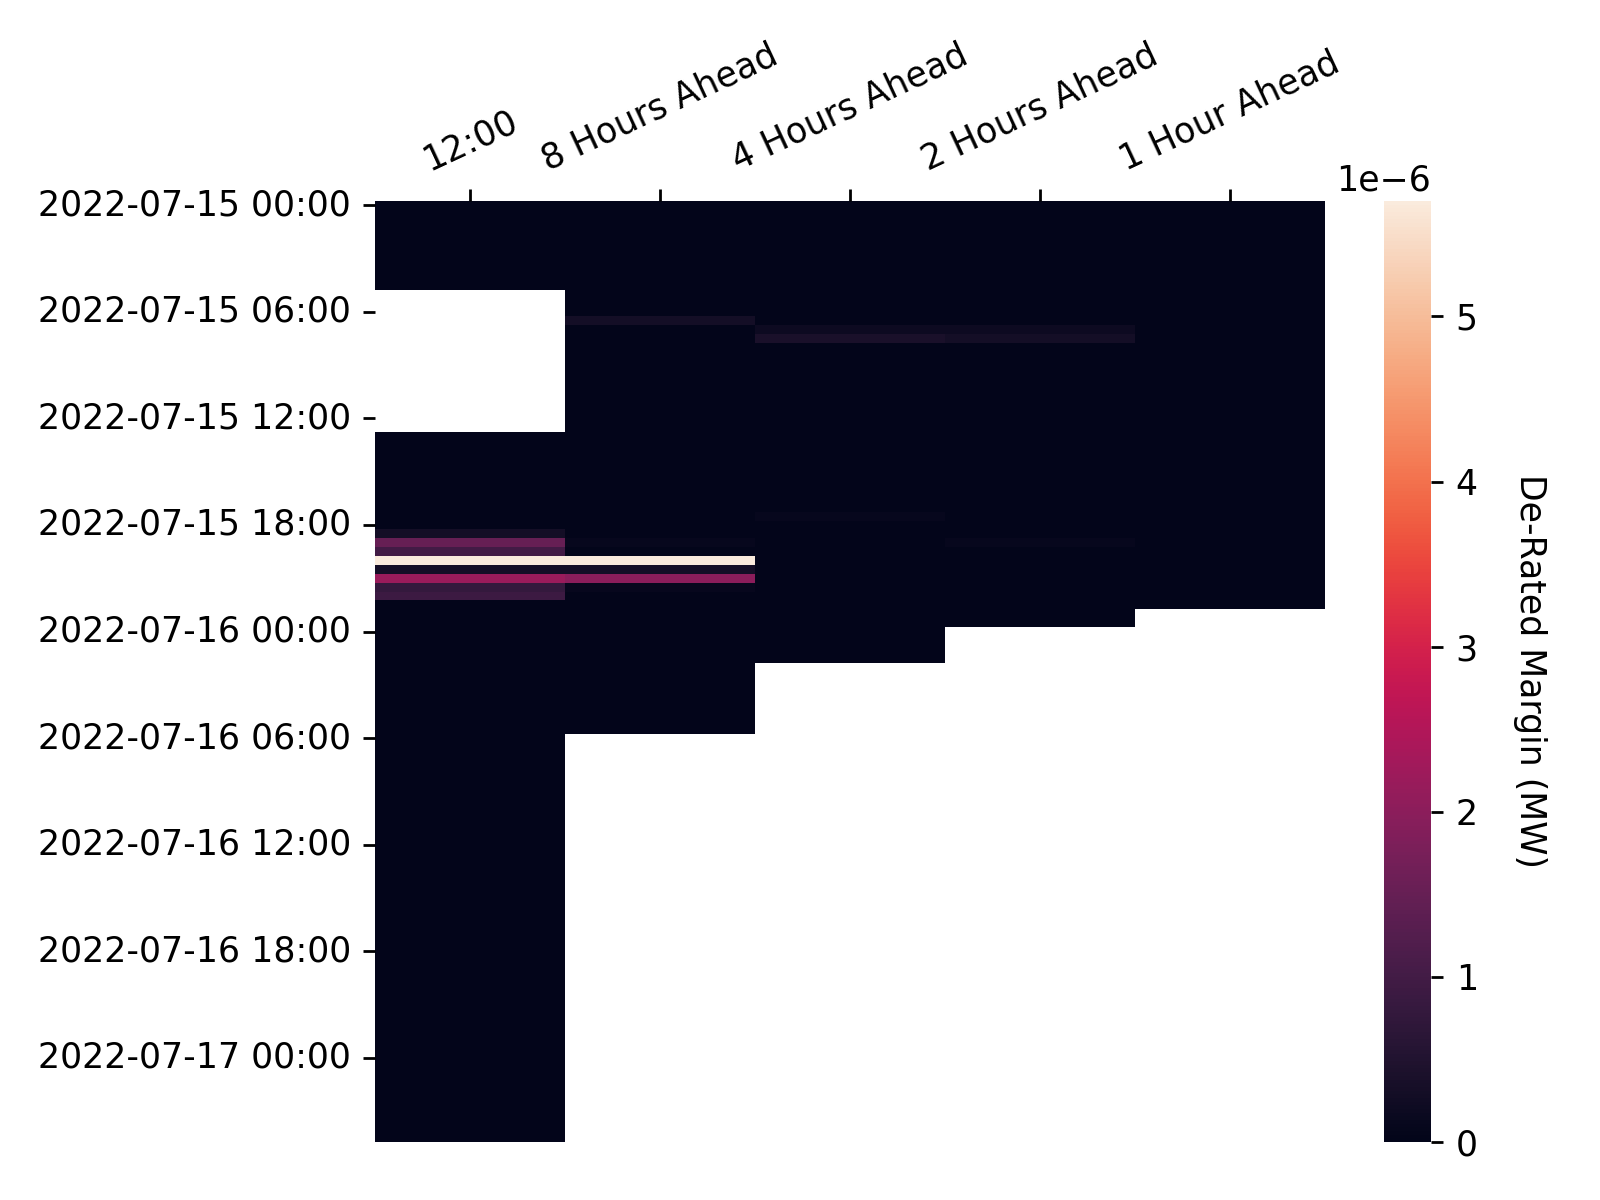 12:00
8 Hours Ahead
4 Hours Ahead
2 Hours Ahead
1 Hour Ahead
1e−6
2022-07-15 00:00
2022-07-15 06:00
2022-07-15 12:00
2022-07-15 18:00
2022-07-16 00:00
2022-07-16 06:00
2022-07-16 12:00
2022-07-16 18:00
2022-07-17 00:00
5
4
3
2
1
0
De-Rated Margin (MW)